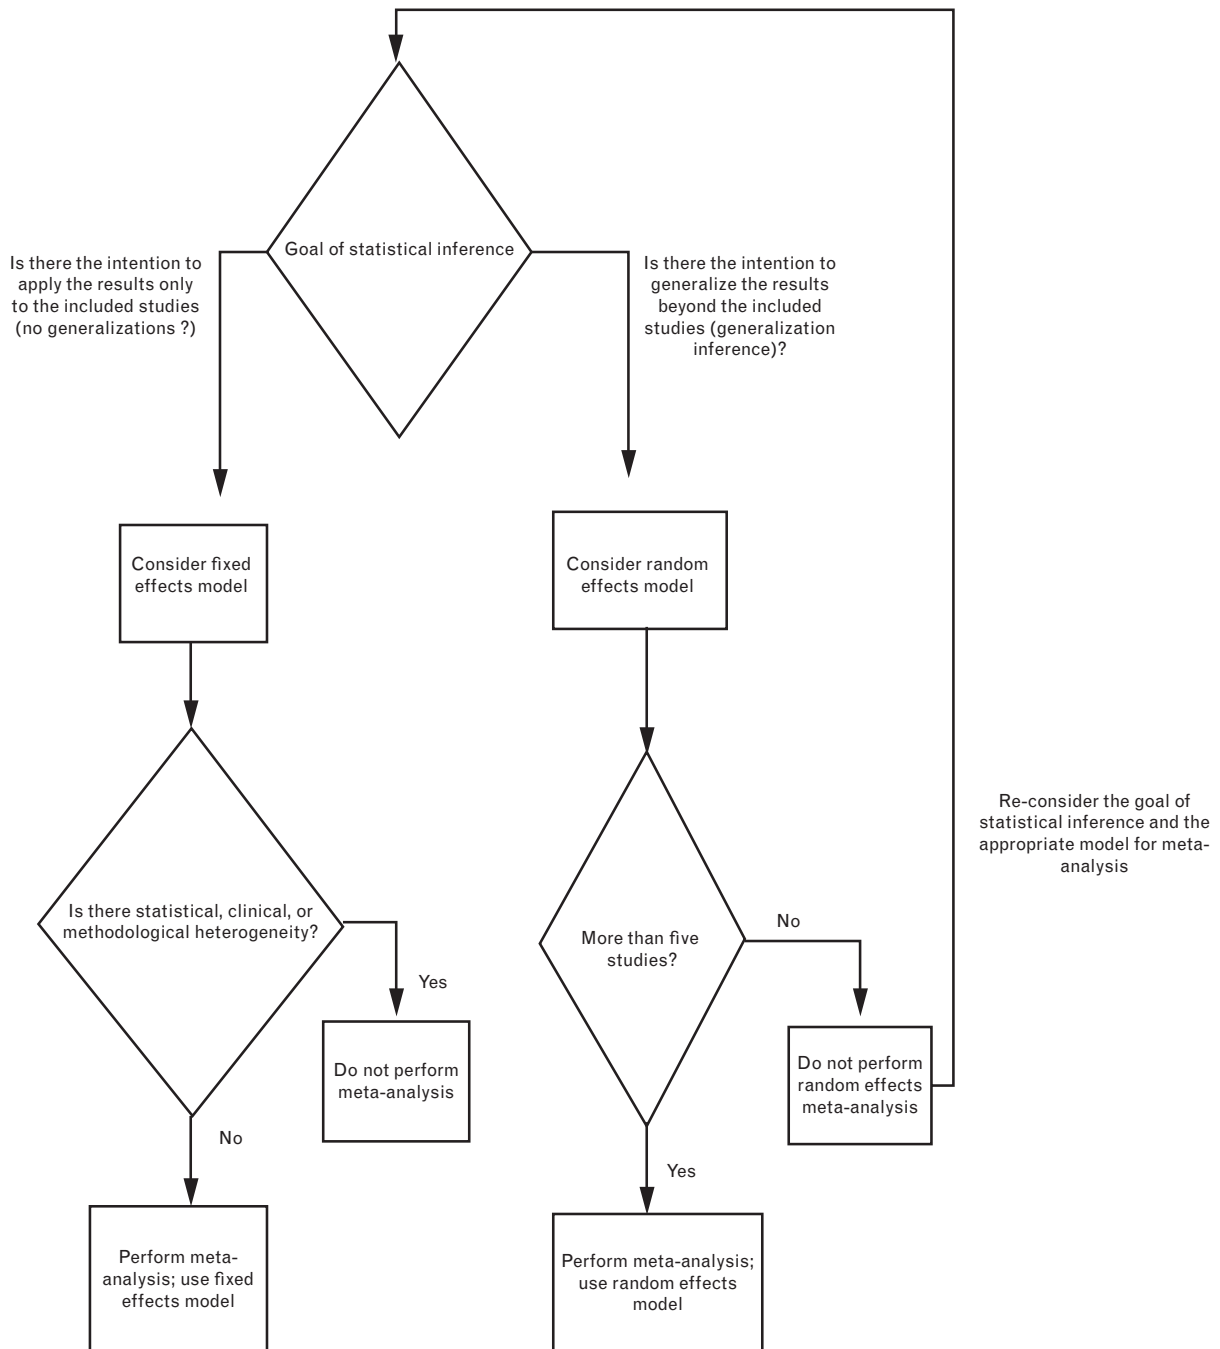 Goal of statistical inference
Is there the intention to
apply the results only
to the included studies
(no generalizations ?)
Is there the intention to
generalize the results
beyond the included
studies (generalization
inference)?
Consider fixed
effects model
Consider random
effects model
Re-consider the goal of
statistical inference and the
appropriate model for meta-
analysis
Is there statistical, clinical, or
methodological heterogeneity?
More than five
studies?
No
Yes
Do not perform
meta-analysis
Do not perform
random effects
meta-analysis
No
Yes
Perform meta-
analysis; use fixed
effects model
Perform meta-analysis;
use random effects
model